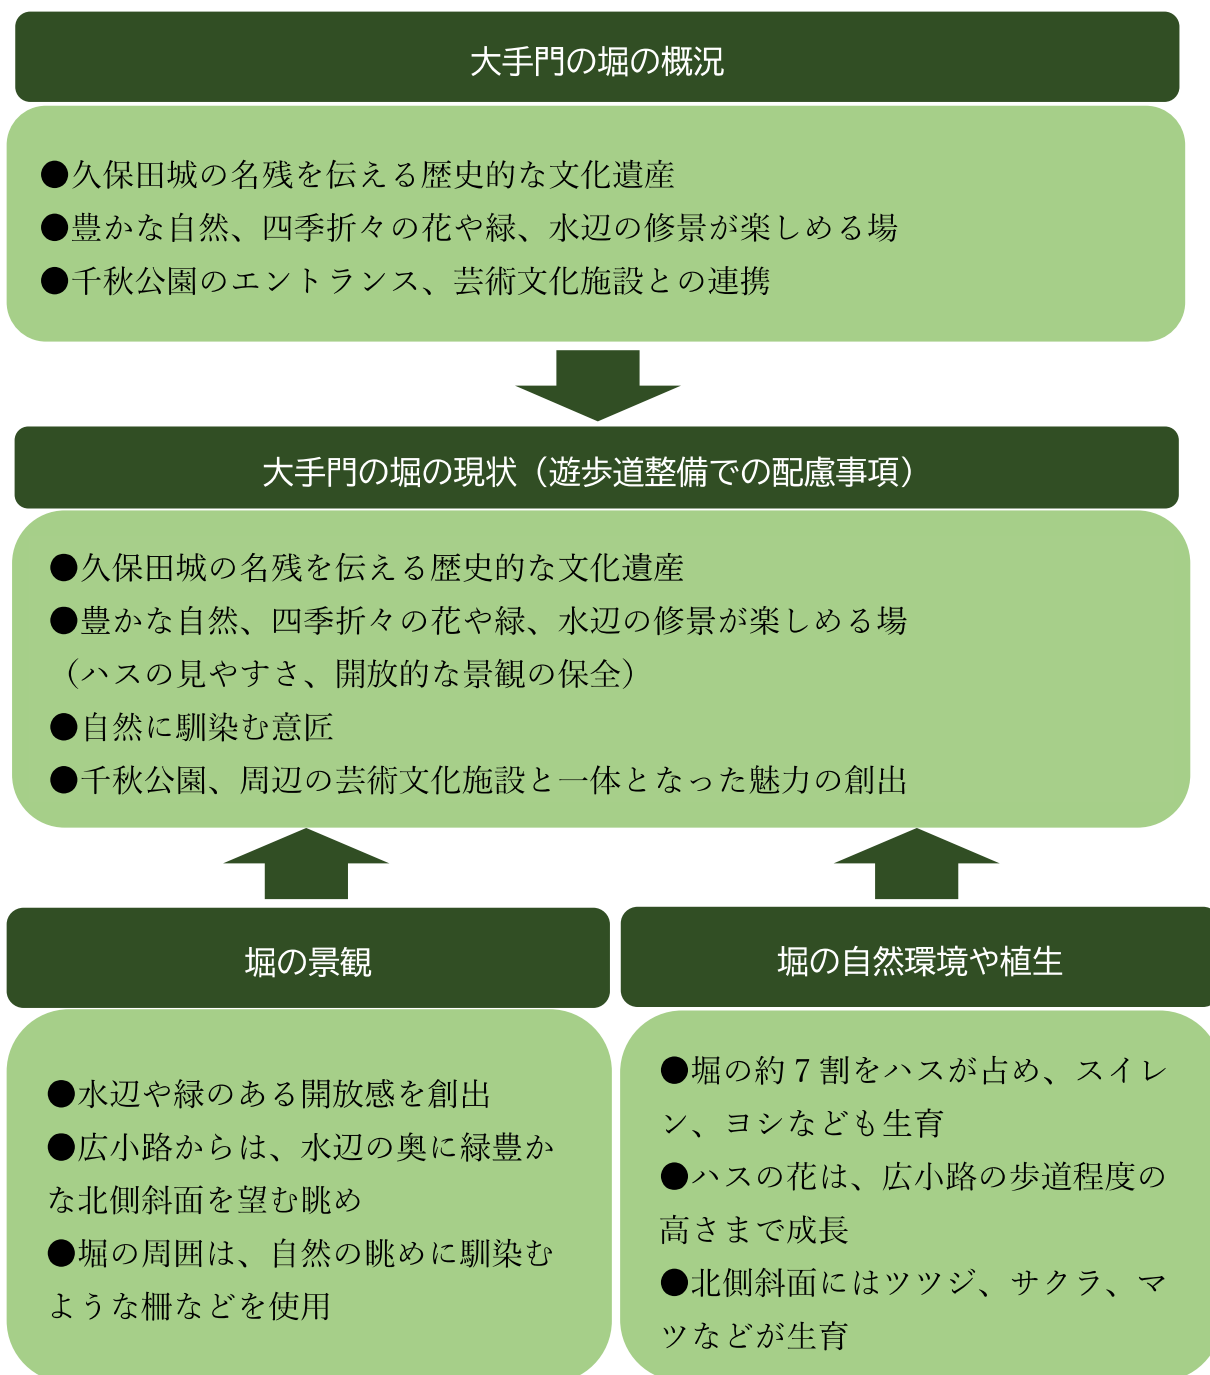 大手門の堀の概況
●久保田城の名残を伝える歴史的な文化遺産
●豊かな自然、四季折々の花や緑、水辺の修景が楽しめる場
●千秋公園のエントランス、芸術文化施設との連携
大手門の堀の現状（遊歩道整備での配慮事項）
●久保田城の名残を伝える歴史的な文化遺産
●豊かな自然、四季折々の花や緑、水辺の修景が楽しめる場
（ハスの見やすさ、開放的な景観の保全）
●自然に馴染む意匠
●千秋公園、周辺の芸術文化施設と一体となった魅力の創出
堀の景観
●水辺や緑のある開放感を創出
●広小路からは、水辺の奥に緑豊か
な北側斜面を望む眺め
●堀の周囲は、自然の眺めに馴染む
ような柵などを使用
堀の自然環境や植生
●堀の約７割をハスが占め、スイレ
ン、ヨシなども生育
●ハスの花は、広小路の歩道程度の
高さまで成長
●北側斜面にはツツジ、サクラ、マ
ツなどが生育